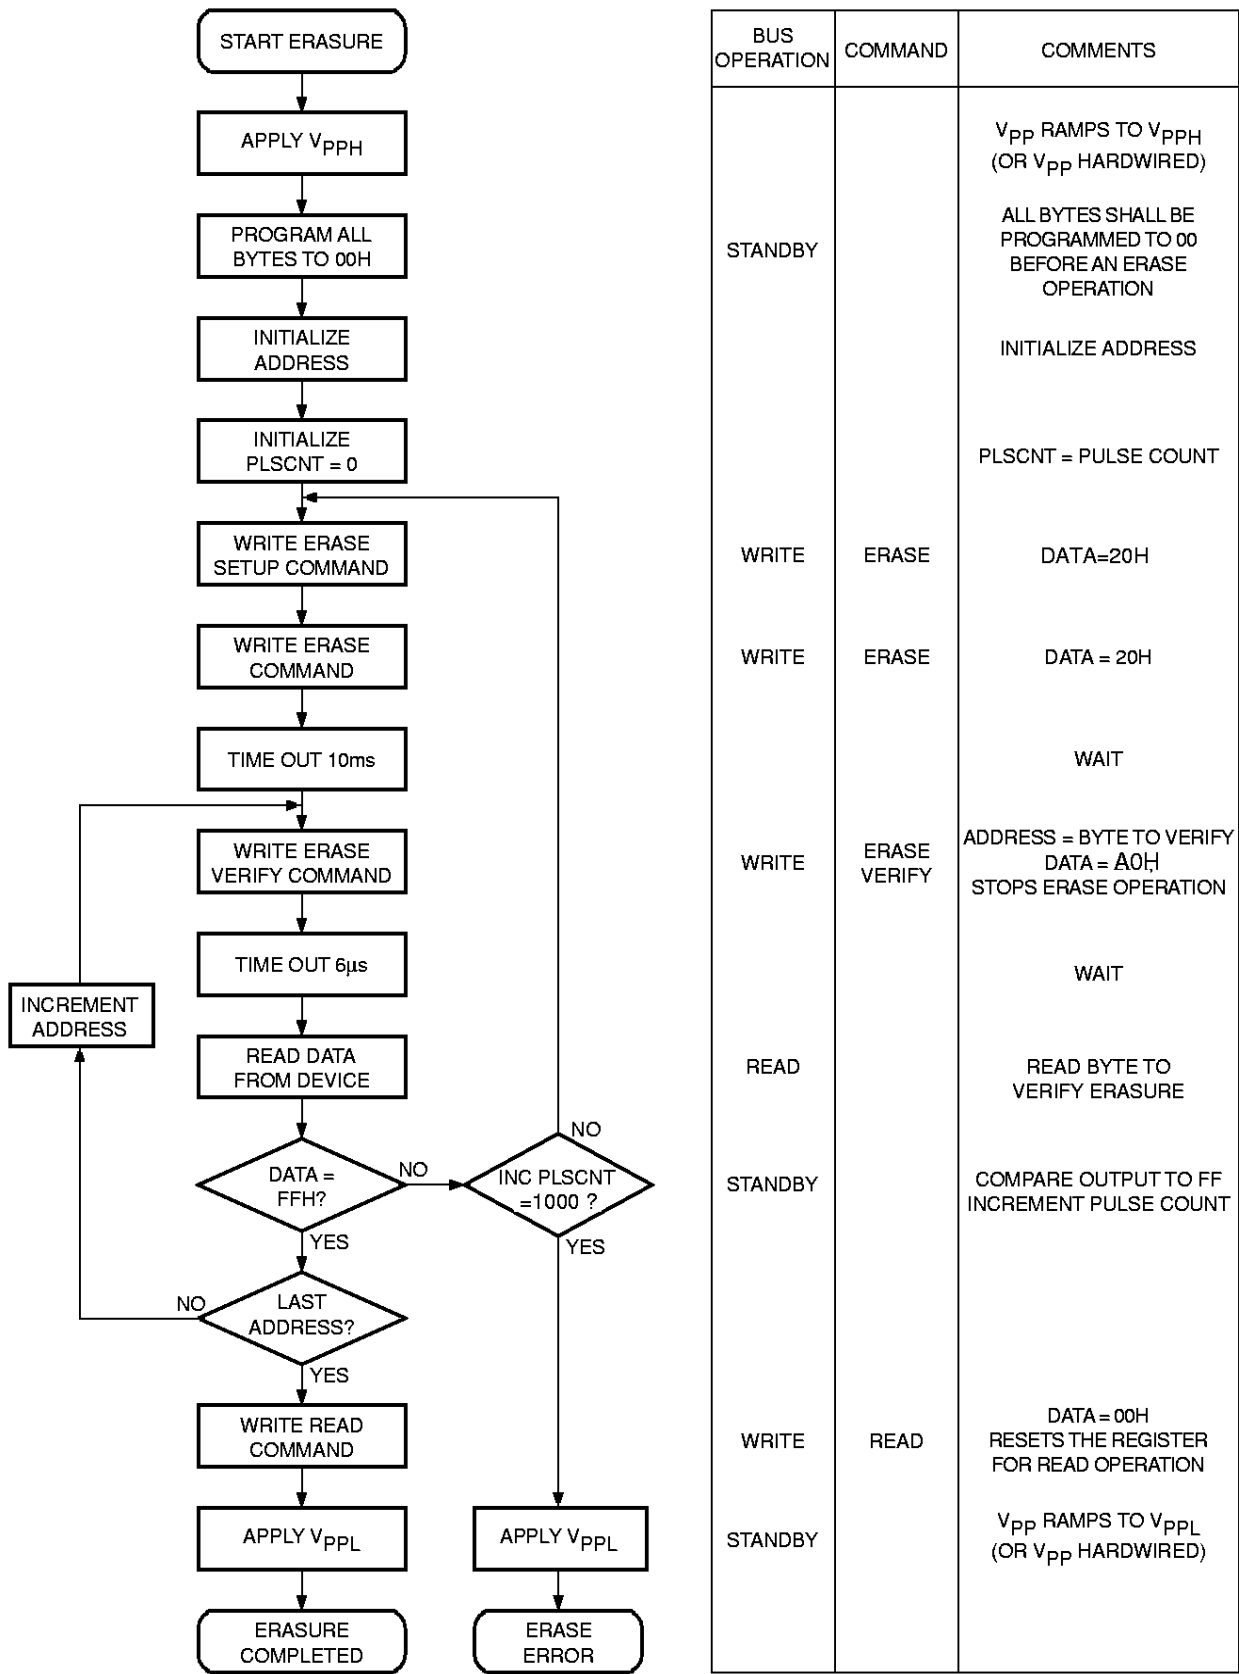 START ERASURE
APPLY VPPH
PROGRAM ALL
BYTES TO 00H
INITIALIZE
ADDRESS
INITIALIZE
PLSCNT = 0
WRITE ERASE
SETUP COMMAND
WRITE ERASE
COMMAND
TIME OUT 10ms
WRITE ERASE
VERIFY COMMAND
TIME OUT 6µs
INCREMENT
ADDRESS
READ DATA
FROM DEVICE
DATA =
FFH?
NO
YES
INC PLSCNT
=1000 ?
NO
YES
LAST
ADDRESS?
NO
YES
WRITE READ
COMMAND
APPLY VPPL
ERASURE
COMPLETED
APPLY VPPL
ERASE
ERROR
BUS
OPERATION
COMMAND
COMMENTS
VPP RAMPS TO VPPH
(OR VPP HARDWIRED)
STANDBY
ALL BYTES SHALL BE
PROGRAMMED TO 00
BEFORE AN ERASE
OPERATION
INITIALIZE ADDRESS
PLSCNT = PULSE COUNT
WRITE
ERASE
DATA=20H
WRITE
ERASE
DATA = 20H
WAIT
WRITE
ERASE
VERIFY
ADDRESS = BYTE TO VERIFY
DATA = A0H,
STOPS ERASE OPERATION
WAIT
READ
READ BYTE TO
VERIFY ERASURE
STANDBY
COMPARE OUTPUT TO FF
INCREMENT PULSE COUNT
WRITE
READ
DATA = 00H
RESETS THE REGISTER
FOR READ OPERATION
STANDBY
VPP RAMPS TO VPPL
(OR VPP HARDWIRED)